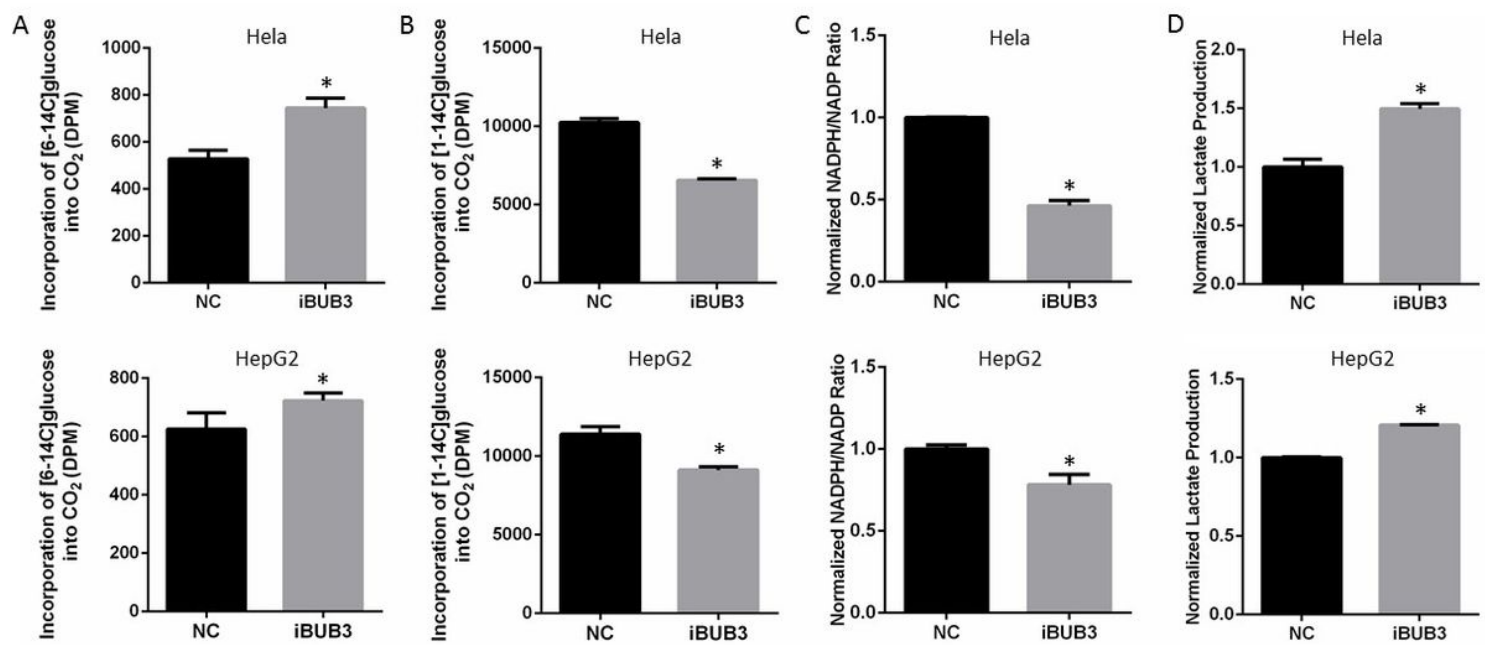 A
Hela
Incorporation of [6-14C]glucose
into CO2 (DPM)
1000
800
600
400
200
0
*
NC
iBUB3
B
Hela
Incorporation of [1-14C]glucose
into CO2 (DPM)
15000
10000
5000
0
*
NC
iBUB3
C
Hela
Normalized NADPH/NADP Ratio
1.5
1.0
0.5
0.0
*
NC
iBUB3
D
Hela
Normalized Lactate Production
2.0
1.5
1.0
0.5
0.0
*
NC
iBUB3
HepG2
Incorporation of [6-14C]glucose
into CO2 (DPM)
800
600
400
200
0
*
NC
iBUB3
HepG2
Incorporation of [1-14C]glucose
into CO2 (DPM)
15000
10000
5000
0
*
NC
iBUB3
HepG2
Normalized NADPH/NADP Ratio
1.5
1.0
0.5
0.0
*
NC
iBUB3
HepG2
Normalized Lactate Production
1.5
1.0
0.5
0.0
*
NC
iBUB3